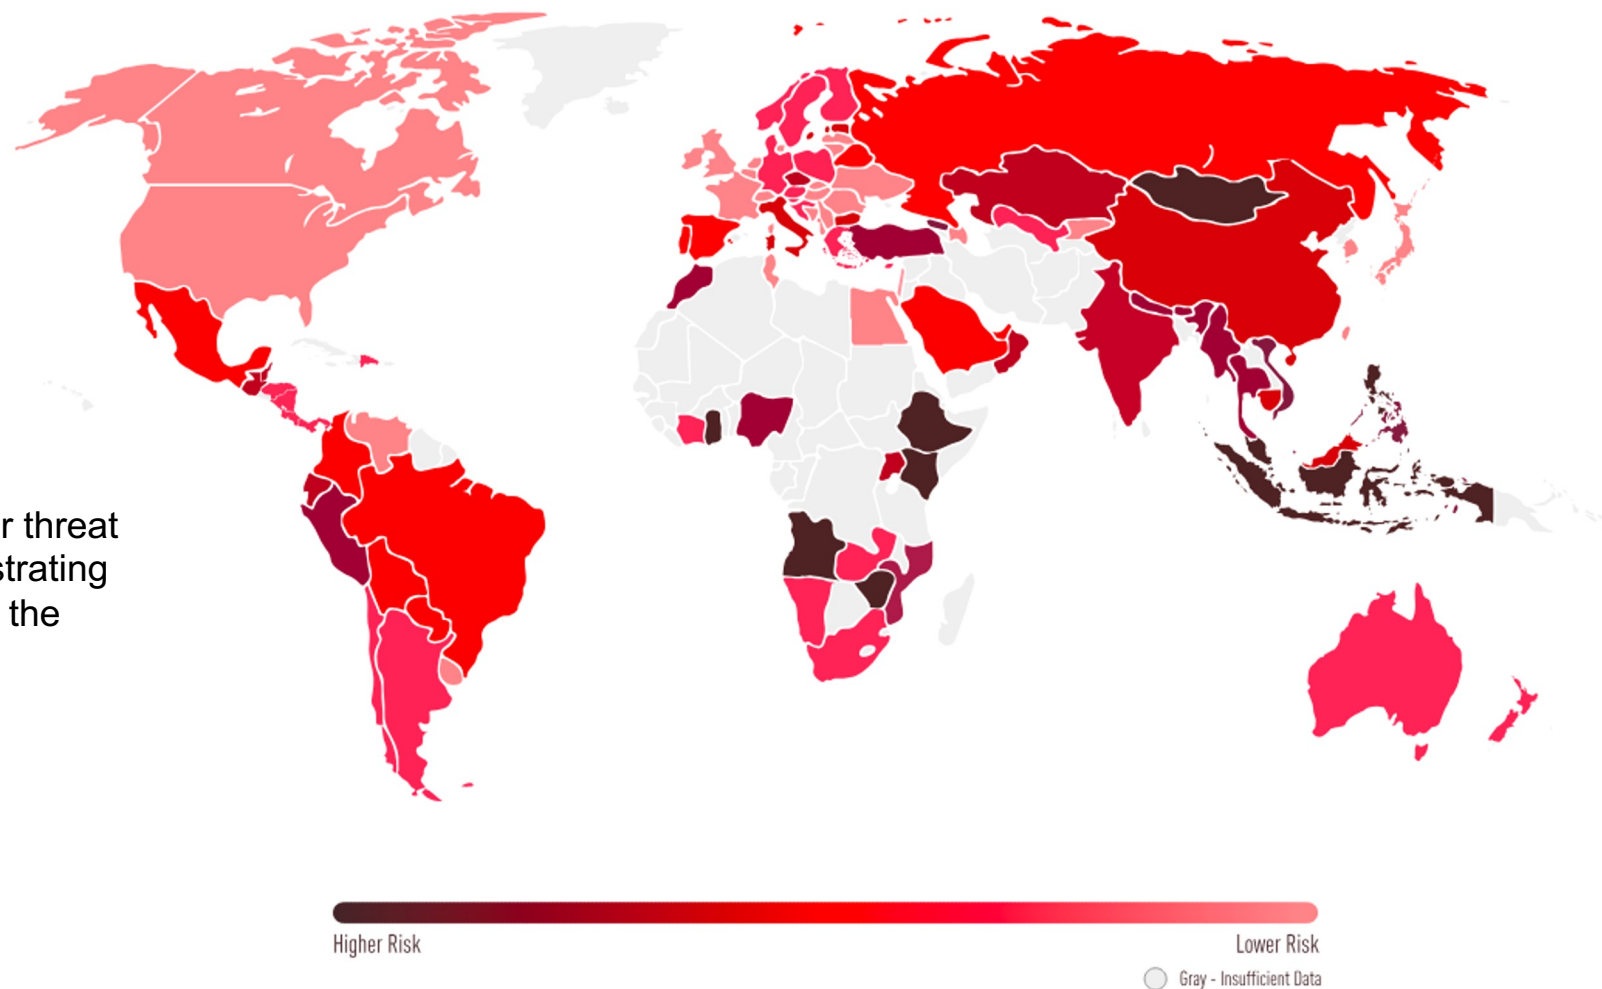 r threat
strating
the
Higher Risk
Lower Risk
Gray - Insufficient Data